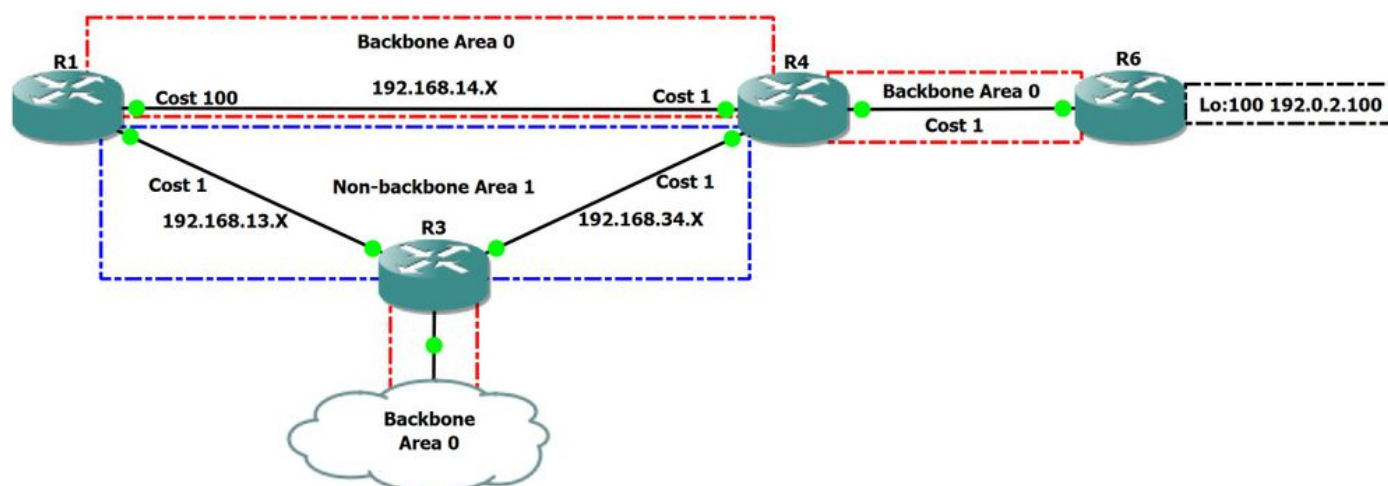 Backbone Area 0
R1
R4
R6
192.168.14.X
Cost 100
Cost 1
Backbone Area 0
Cost 1
Lo:100 192.0.2.100
Cost 1
Non-backbone Area 1
Cost 1
192.168.13.X
192.168.34.X
R3
Backbone
Area 0